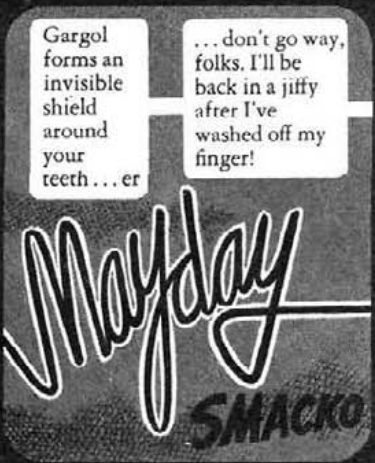 Gargol
forms an
invisible
shield
around
your
teeth . . . er
. . . don't go way,
folks. I'll be
back in a jiffy
after I've
washed off my
finger!
Mayday
SMACKO